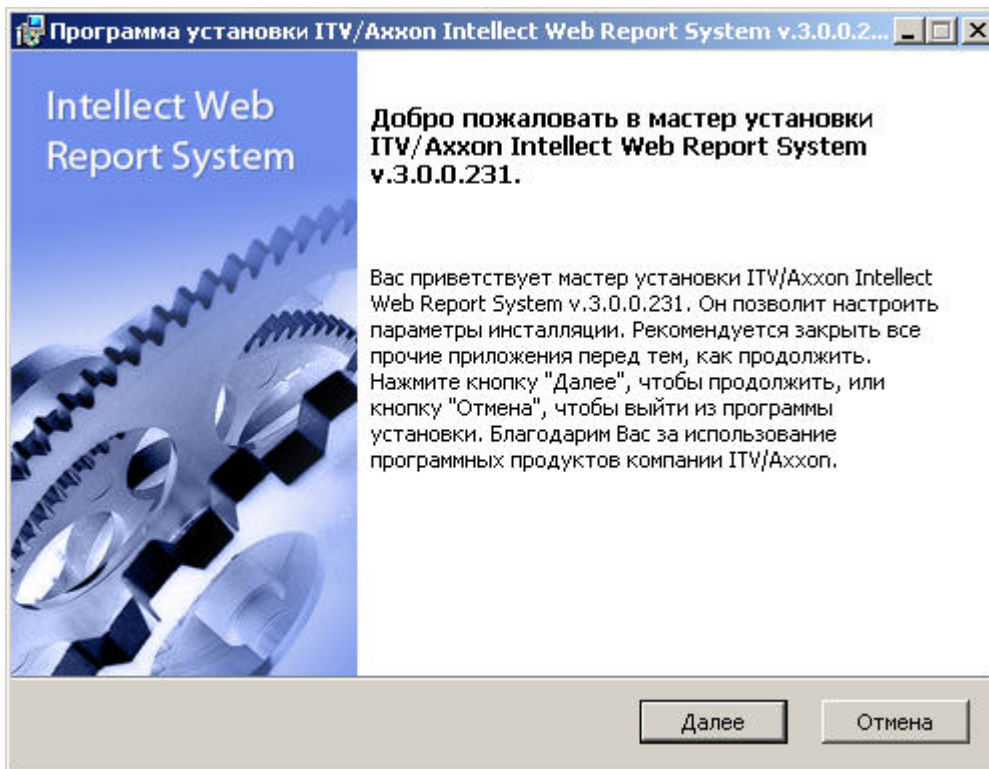 Программа установки ITV/Axxon Intellect Web Report System v.3.0.0.2...
Intellect Web
Report System
Добро пожаловать в мастер установки
ITV/Axxon Intellect Web Report System
v.3.0.0.231.
Вас приветствует мастер установки ITV/Axxon Intellect
Web Report System v.3.0.0.231. Он позволит настроить
параметры инсталляции. Рекомендуется закрыть все
прочие приложения перед тем, как продолжить.
Нажмите кнопку "Далее", чтобы продолжить, или
кнопку "Отмена", чтобы выйти из программы
установки. Благодарим Вас за использование
программных продуктов компании ITV/Axxon.
Далее
Отмена